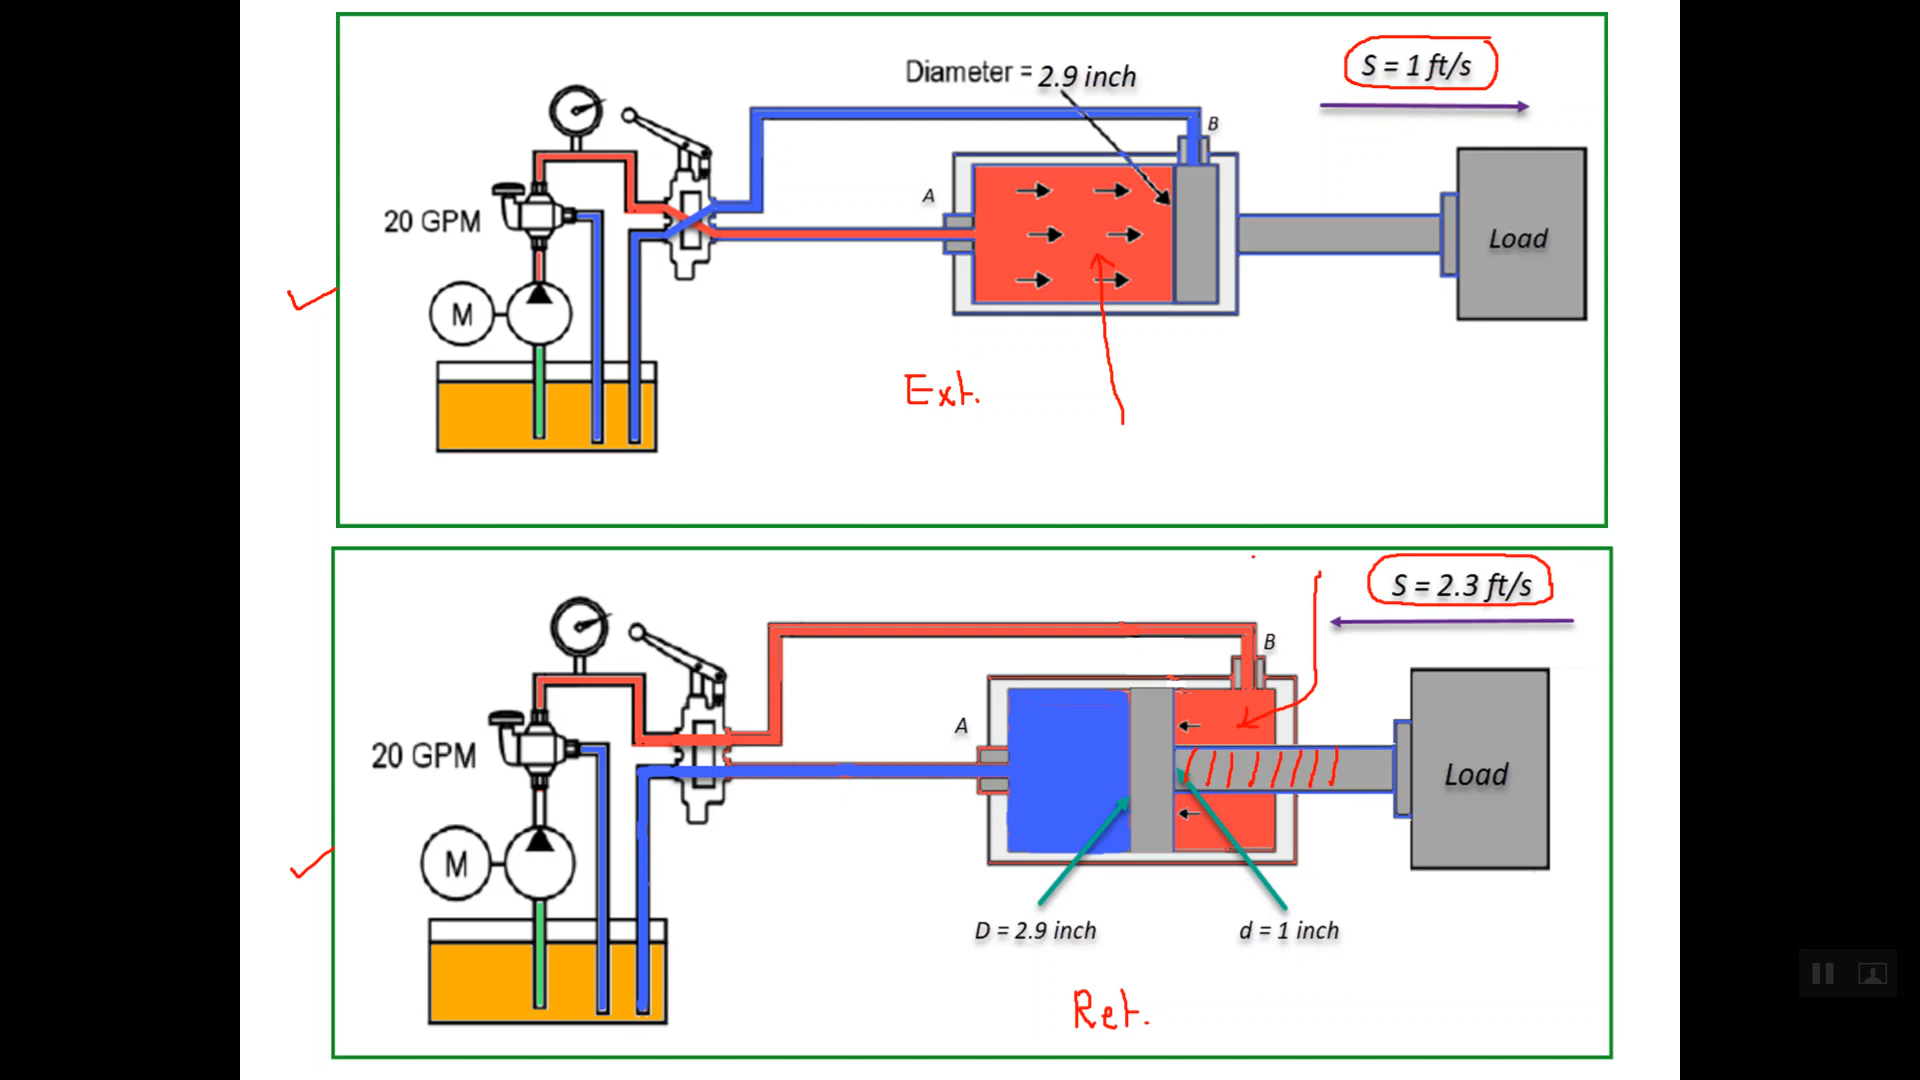 Diameter = 2.9 inch
S = 1 ft/s
B
A
20 GPM
Load
M
Ext.
S = 2.3 ft/s
B
A
20 GPM
Load
M
D = 2.9 inch
d = 1 inch
Ret.